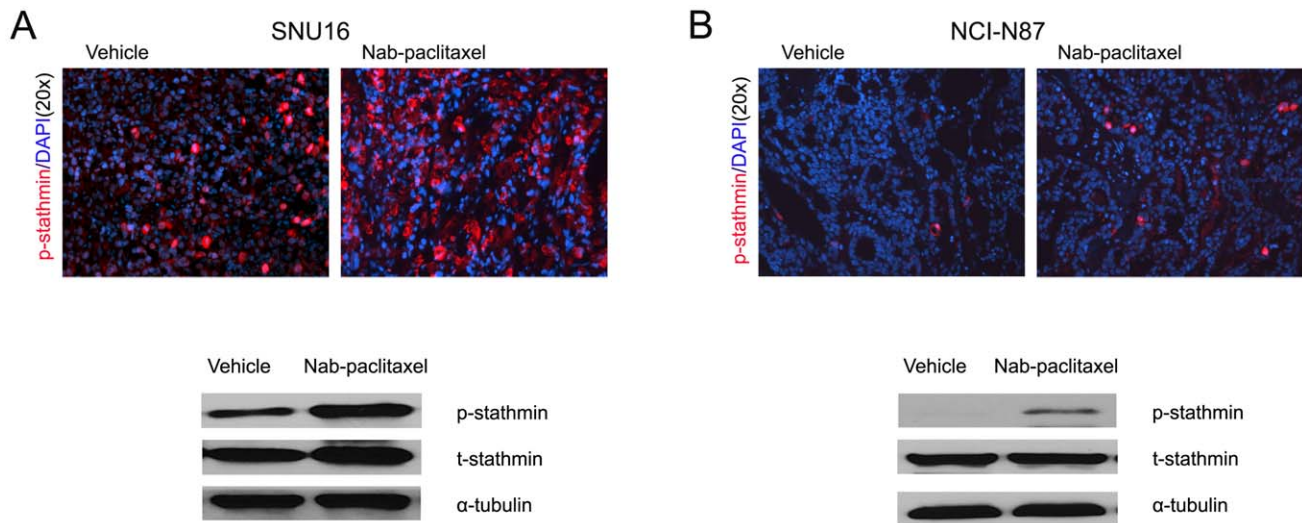 A
SNU16
Vehicle
Nab-paclitaxel
p-stathmin/DAPI(20x)
Vehicle
Nab-paclitaxel
p-stathmin
t-stathmin
α-tubulin
B
NCI-N87
Vehicle
Nab-paclitaxel
p-stathmin/DAPI(20x)
Vehicle
Nab-paclitaxel
p-stathmin
t-stathmin
α-tubulin